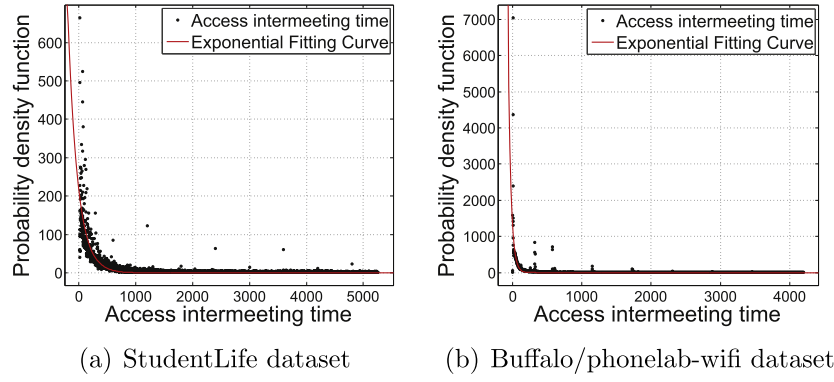 Probability density function
600
500
400
300
200
100
0
0 1000 2000 3000 4000 5000
Access intermeeting time
Access intermeeting time
Exponential Fitting Curve
(a) StudentLife dataset
Probability density function
7000
6000
5000
4000
3000
2000
1000
0
0 1000 2000 3000 4000
Access intermeeting time
Access intermeeting time
Exponential Fitting Curve
(b) Buffalo/phonelab-wifi dataset